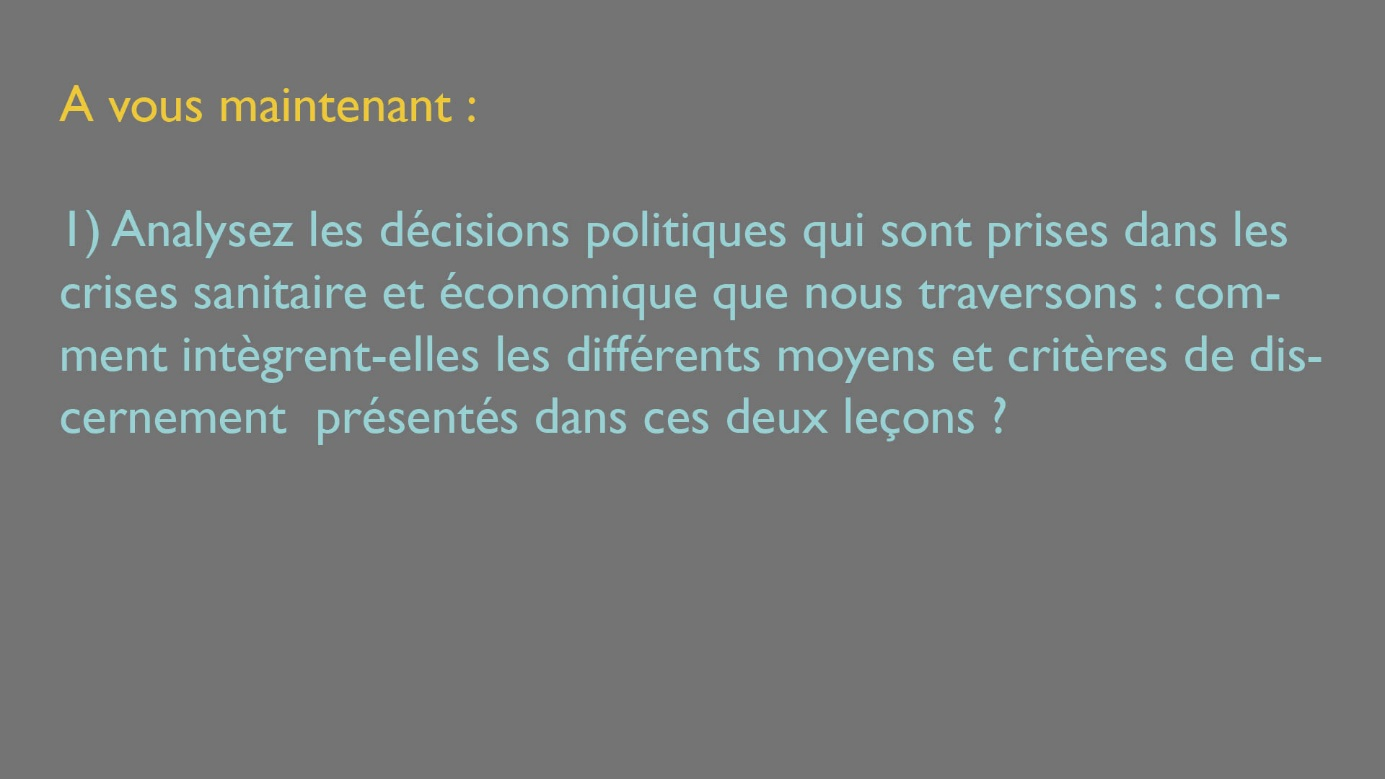 A vous maintenant :
1) Analysez les décisions politiques qui sont prises dans les
crises sanitaire et économique que nous traversons : com-
ment intègrent-elles les différents moyens et critères de dis-
cernement  présentés dans ces deux leçons ?